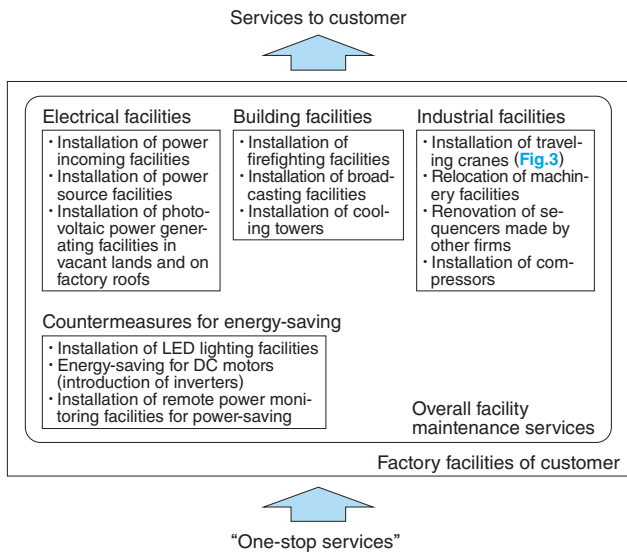 Services to customer
Electrical facilities
・Installation of power
incoming facilities
・Installation of power
source facilities
・Installation of photo-
voltaic power gener-
ating facilities in
vacant lands and on
factory roofs
Building facilities
・Installation of
firefighting facilities
・Installation of broad-
casting facilities
・Installation of cool-
ing towers
Industrial facilities
・Installation of travel-
ing cranes (Fig.3)
・Relocation of machin-
ery facilities
・Renovation of se-
quencers made by
other firms
・Installation of com-
pressors
Countermeasures for energy-saving
・Installation of LED lighting facilities
・Energy-saving for DC motors
(introduction of inverters)
・Installation of remote power moni-
toring facilities for power-saving
Overall facility
maintenance services
Factory facilities of customer
“One-stop services”